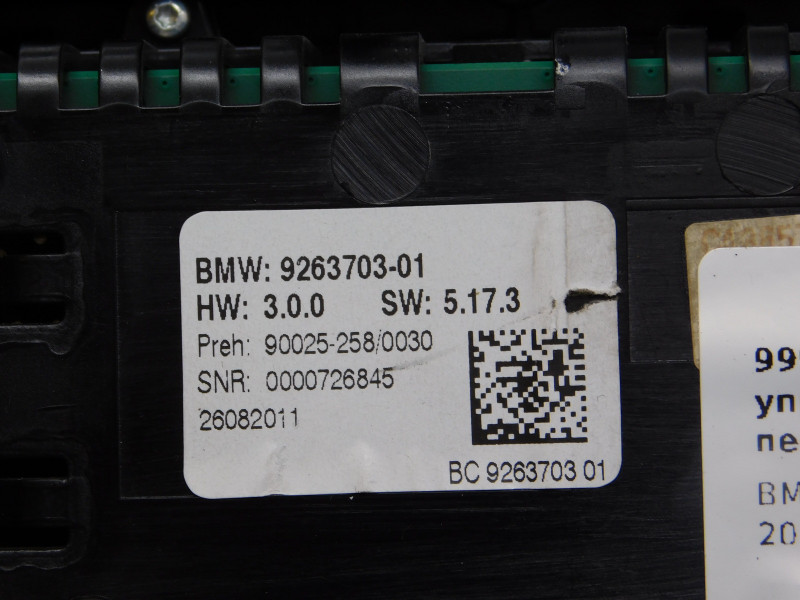 BMW: 9263703-01
HW: 3.0.0 SW: 5.17.3
Preh: 90025-258/0030
SNR: 0000726845
26082011
BC 9263703 01
99
уп
пе
BM
20